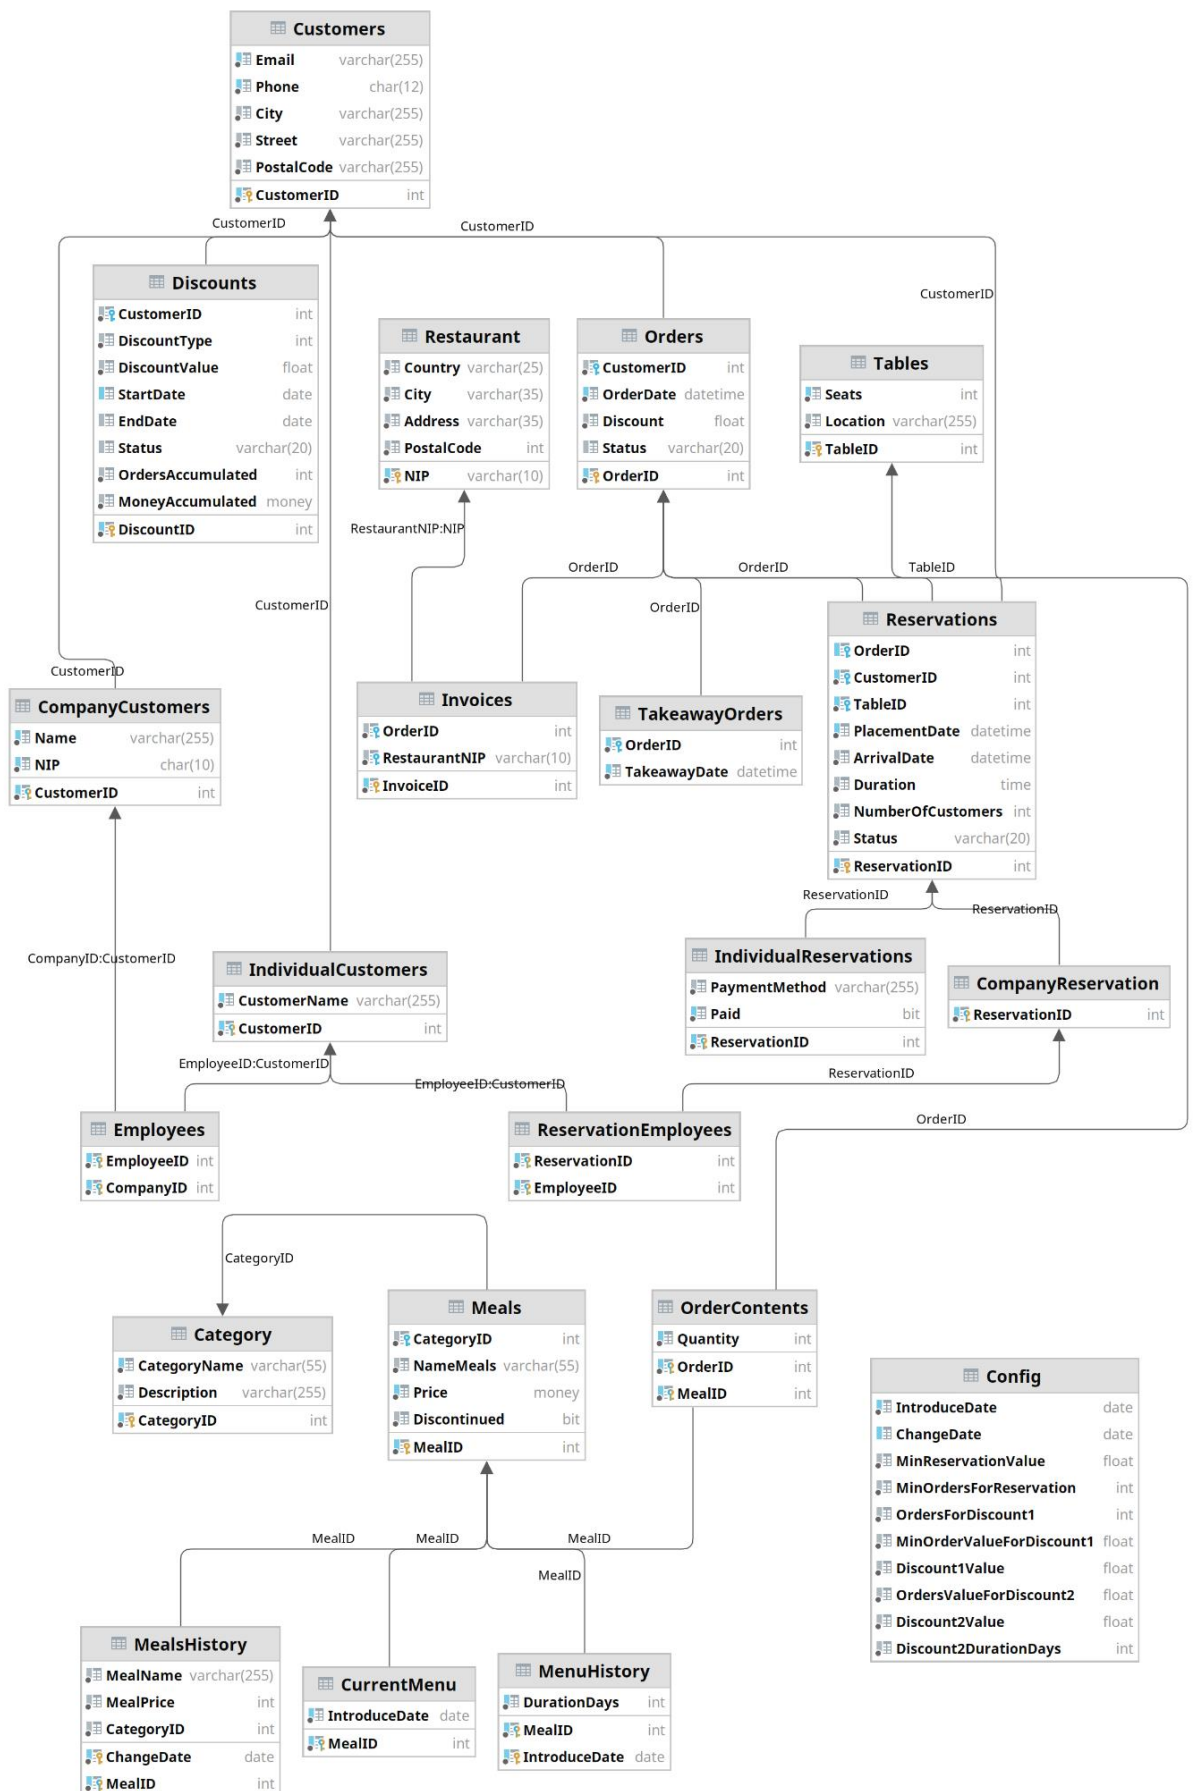 Customers
Email varchar(255)
Phone char(12)
City varchar(255)
Street varchar(255)
PostalCode varchar(255)
CustomerID int
CustomerID
CustomerID
CustomerID
Discounts
CustomerID int
DiscountType int
DiscountValue float
StartDate date
EndDate date
Status varchar(20)
OrdersAccumulated int
MoneyAccumulated money
DiscountID int
Restaurant
Country varchar(25)
City varchar(35)
Address varchar(35)
PostalCode int
NIP varchar(10)
Orders
CustomerID int
OrderDate datetime
Discount float
Status varchar(20)
OrderID int
Tables
Seats int
Location varchar(255)
TableID int
RestaurantNIP:NIP
OrderID
OrderID
TableID
CustomerID
OrderID
CustomerID
CompanyCustomers
Name varchar(255)
NIP char(10)
CustomerID int
Invoices
OrderID int
RestaurantNIP varchar(10)
InvoiceID int
TakeawayOrders
OrderID int
TakeawayDate datetime
Reservations
OrderID int
CustomerID int
TableID int
PlacementDate datetime
ArrivalDate datetime
Duration time
NumberOfCustomers int
Status varchar(20)
ReservationID int
ReservationID
ReservationID
CompanyID:CustomerID
IndividualCustomers
CustomerName varchar(255)
CustomerID int
IndividualReservations
PaymentMethod varchar(255)
Paid bit
ReservationID int
CompanyReservation
ReservationID int
EmployeeID:CustomerID
EmployeeID:CustomerID
ReservationID
OrderID
Employees
EmployeeID int
CompanyID int
ReservationEmployees
ReservationID int
EmployeeID int
CategoryID
Category
CategoryName varchar(55)
Description varchar(255)
CategoryID int
Meals
CategoryID int
NameMeals varchar(55)
Price money
Discontinued bit
MealID int
OrderContents
Quantity int
OrderID int
MealID int
Config
IntroduceDate date
ChangeDate date
MinReservationValue float
MinOrdersForReservation int
OrdersForDiscount1 int
MinOrderValueForDiscount1 float
Discount1Value float
OrdersValueForDiscount2 float
Discount2Value float
Discount2DurationDays int
MealID
MealID
MealID
MealID
MealsHistory
MealName varchar(255)
MealPrice int
CategoryID int
ChangeDate date
MealID int
CurrentMenu
IntroduceDate date
MealID int
MenuHistory
DurationDays int
MealID int
IntroduceDate date